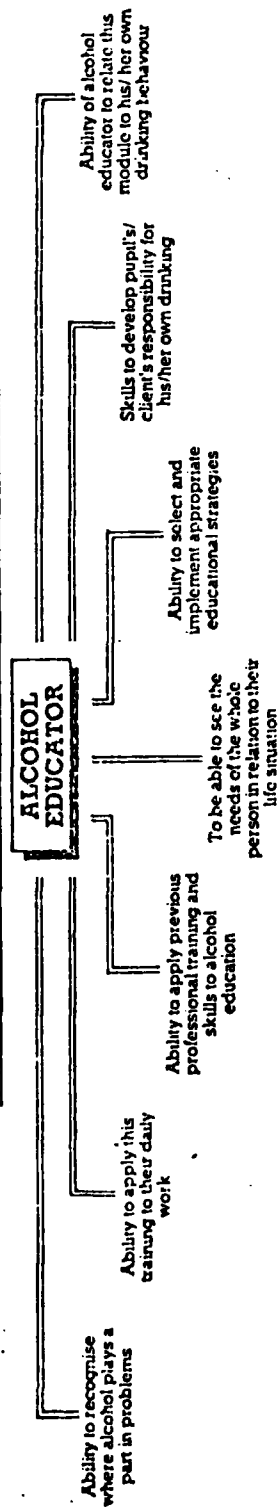 ALCOHOL
EDUCATOR
Ability to recognise
where alcohol plays a
part in problems
Ability to apply this
training to their daily
work
Ability to apply previous
professional training and
skills to alcohol
education
To be able to see the
needs of the whole
person in relation to their
life situation
Ability to select and
implement appropriate
educational strategies
Skills to develop pupil's/
client's responsibility for
his/her own drinking
Ability of alcohol
educator to relate this
module to his/ her own
drinking behaviour